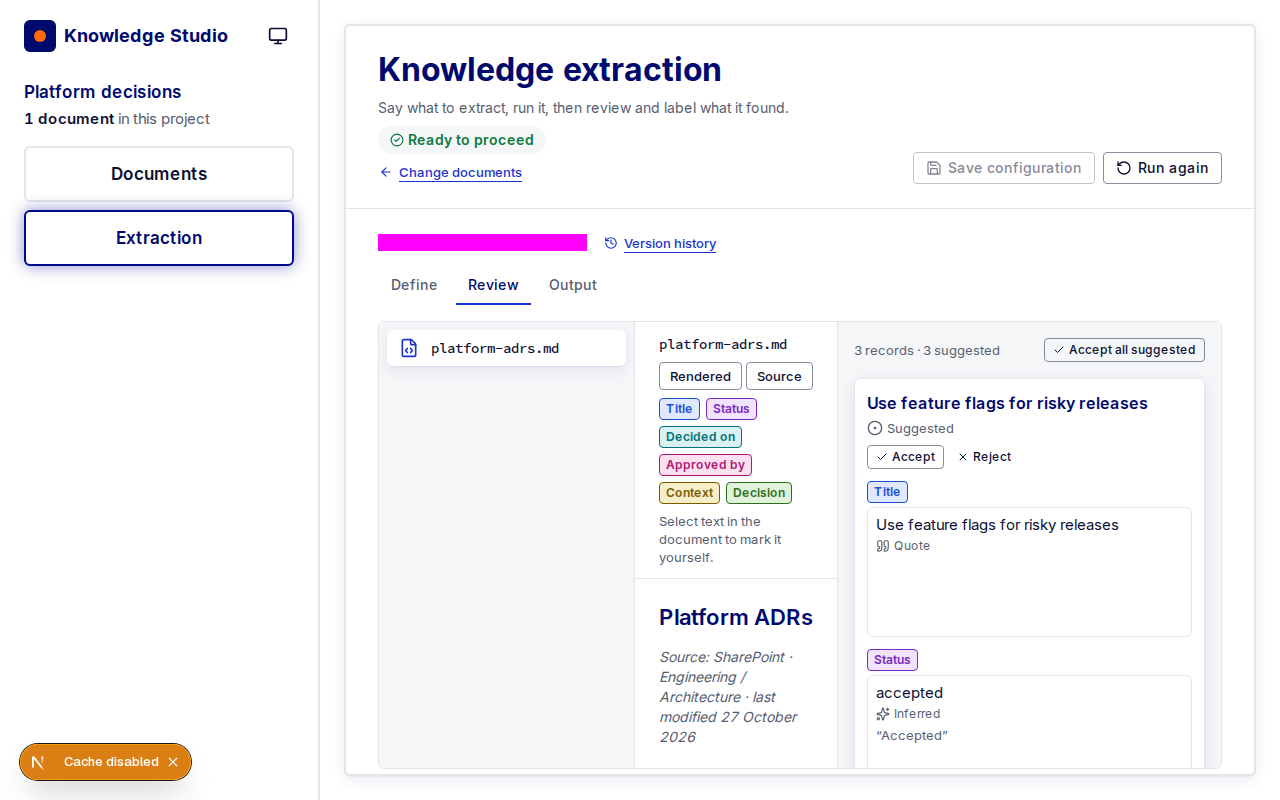 Knowledge Studio
Platform decisions
1 document in this project
Documents
Extraction
Cache disabled
Knowledge extraction
Say what to extract, run it, then review and label what it found.
Ready to proceed
Change documents
Save configuration
Run again
Version history
Define
Review
Output
platform-adrs.md
platform-adrs.md
Rendered
Source
Title
Status
Decided on
Approved by
Context
Decision
Select text in the
document to mark it
yourself.
Platform ADRs
Source: SharePoint ·
Engineering /
Architecture · last
modified 27 October
2026
3 records · 3 suggested
Accept all suggested
Use feature flags for risky releases
Suggested
Accept
Reject
Title
Use feature flags for risky releases
Quote
Status
accepted
Inferred
“Accepted”